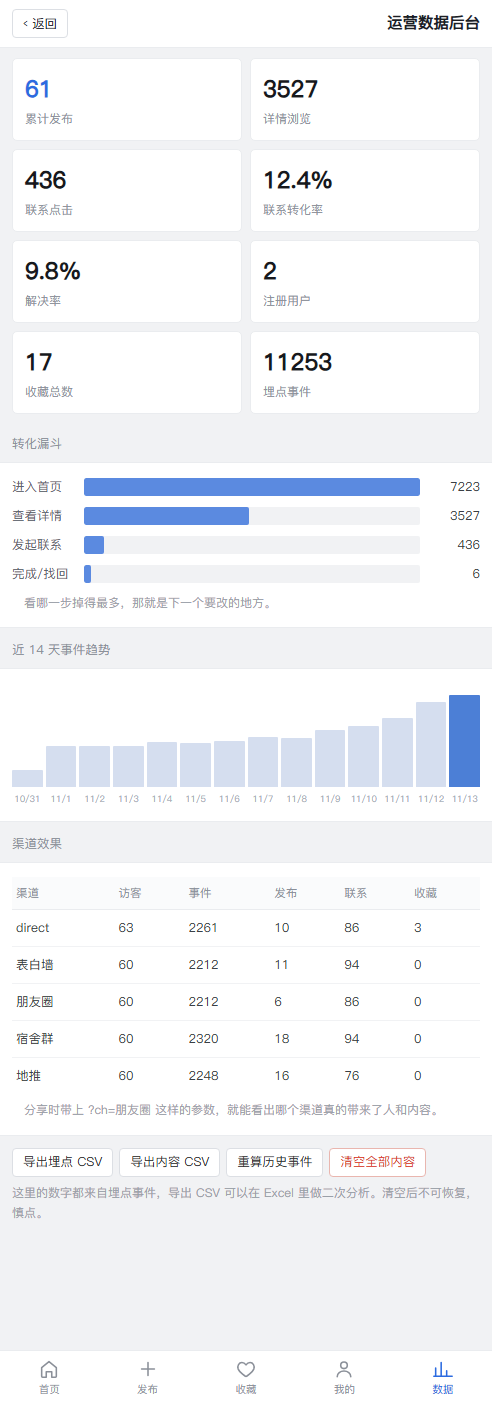 ‹ 返回 运营数据后台
61 3527
累计发布 详情浏览
436 12.4%
联系点击 联系转化率
9.8% 2
解决率 注册用户
17 11253
收藏总数 埋点事件
转化漏斗
进入首页 7223
查看详情 3527
发起联系 436
完成/找回 6
看哪一步掉得最多，那就是下一个要改的地方。
近 14 天事件趋势
10/31 11/1 11/2 11/3 11/4 11/5 11/6 11/7 11/8 11/9 11/10 11/11 11/12 11/13
渠道效果
渠道 访客 事件 发布 联系 收藏
direct 63 2261 10 86 3
表白墙 60 2212 11 94 0
朋友圈 60 2212 6 86 0
宿舍群 60 2320 18 94 0
地推 60 2248 16 76 0
分享时带上 ?ch=朋友圈 这样的参数，就能看出哪个渠道真的带来了人和内容。
导出埋点 CSV 导出内容 CSV 重算历史事件 清空全部内容
这里的数字都来自埋点事件，导出 CSV 可以在 Excel 里做二次分析。清空后不可恢复，
慎点。
首页 发布 收藏 我的 数据